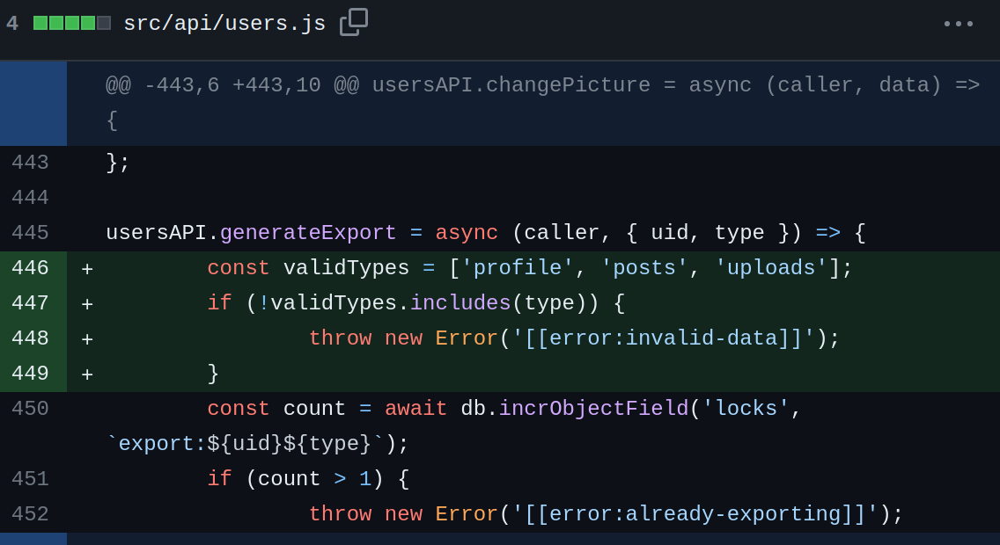 4 src/api/users.js
@@ -443,6 +443,10 @@ usersAPI.changePicture = async (caller, data) =>
{
443 };
444
445 usersAPI.generateExport = async (caller, { uid, type }) => {
446 + const validTypes = ['profile', 'posts', 'uploads'];
447 + if (!validTypes.includes(type)) {
448 + throw new Error('[[error:invalid-data]]');
449 + }
450 const count = await db.incrObjectField('locks',
`export:${uid}${type}`);
451 if (count > 1) {
452 throw new Error('[[error:already-exporting]]');